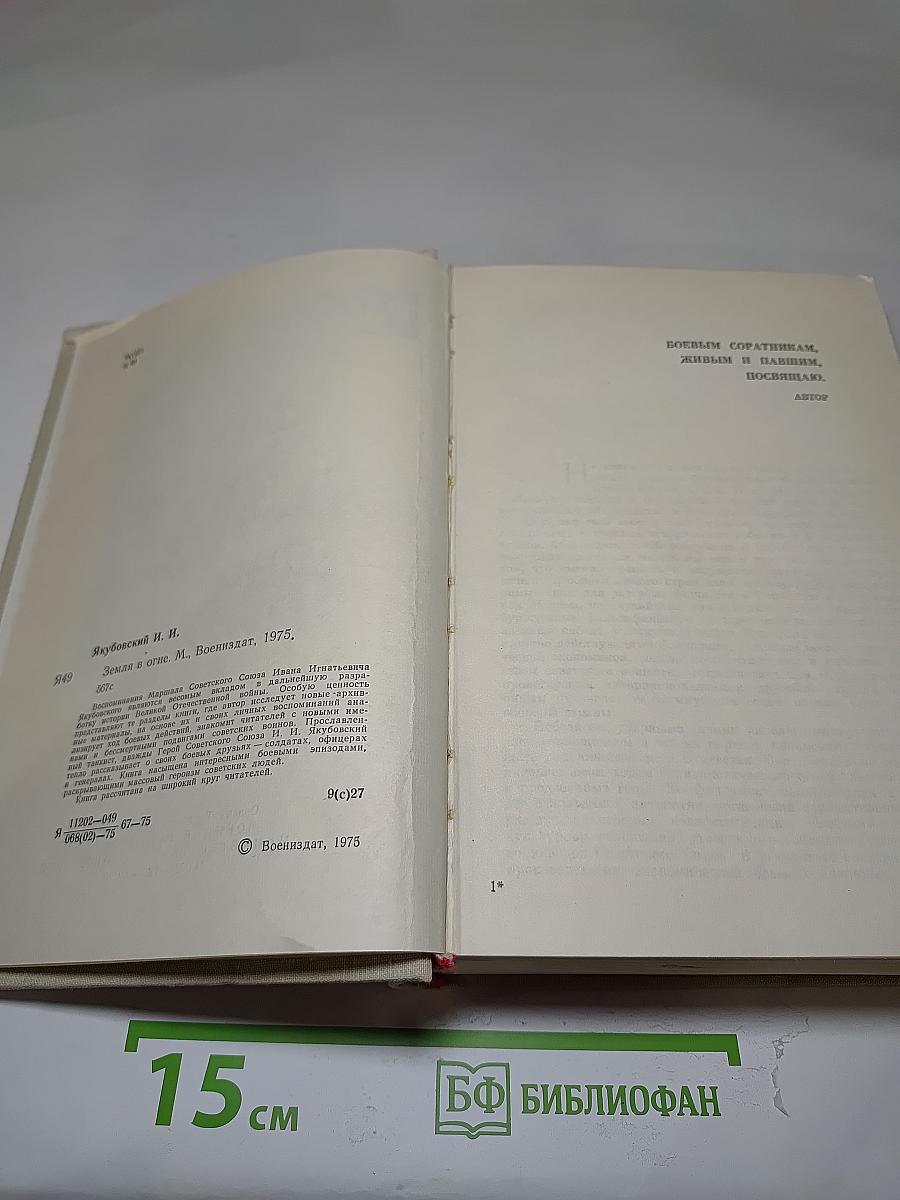 Якубовский И. И.
Я49
Земля в огне. М., Воениздат, 1975.
567с
Воспоминания Маршала Советского Союза Ивана Игнатьевича
Якубовского являются весомым вкладом в дальнейшую разра-
ботку истории Великой Отечественной войны. Особую ценность
представляют те разделы книги, где автор исследует новые архив-
ные материалы, на основе их и своих личных воспоминаний ана-
лизирует ход боевых действий, знакомит читателей с новыми име-
нами и бессмертными подвигами советских воинов. Прославлен-
ный танкист, дважды Герой Советского Союза И. И. Якубовский
тепло рассказывает о своих боевых друзьях — солдатах, офицерах
и генералах. Книга насыщена интересными боевыми эпизодами,
раскрывающими массовый героизм советских людей.
Книга рассчитана на широкий круг читателей.
9(с)27
Я 11202—049
068(02)—75 67—75
© Воениздат, 1975
БОЕВЫМ СОРАТНИКАМ,
ЖИВЫМ И ПАВШИМ,
ПОСВЯЩАЮ.
АВТОР
1*
15 см
БФ БИБЛИОФАН